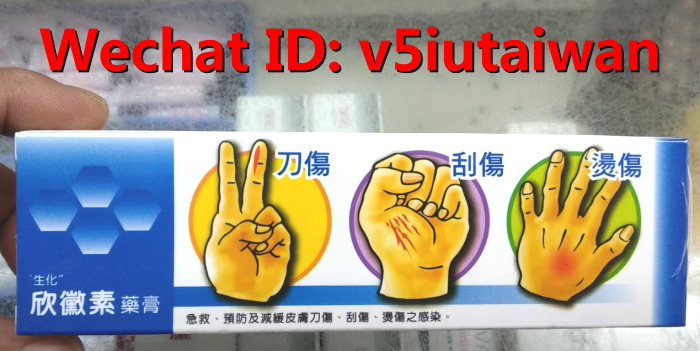 Wechat ID: v5iutaiwan
刀傷
刮傷
燙傷
"生化"
欣黴素 藥膏
急救、預防及減緩皮膚刀傷、刮傷、燙傷之感染。